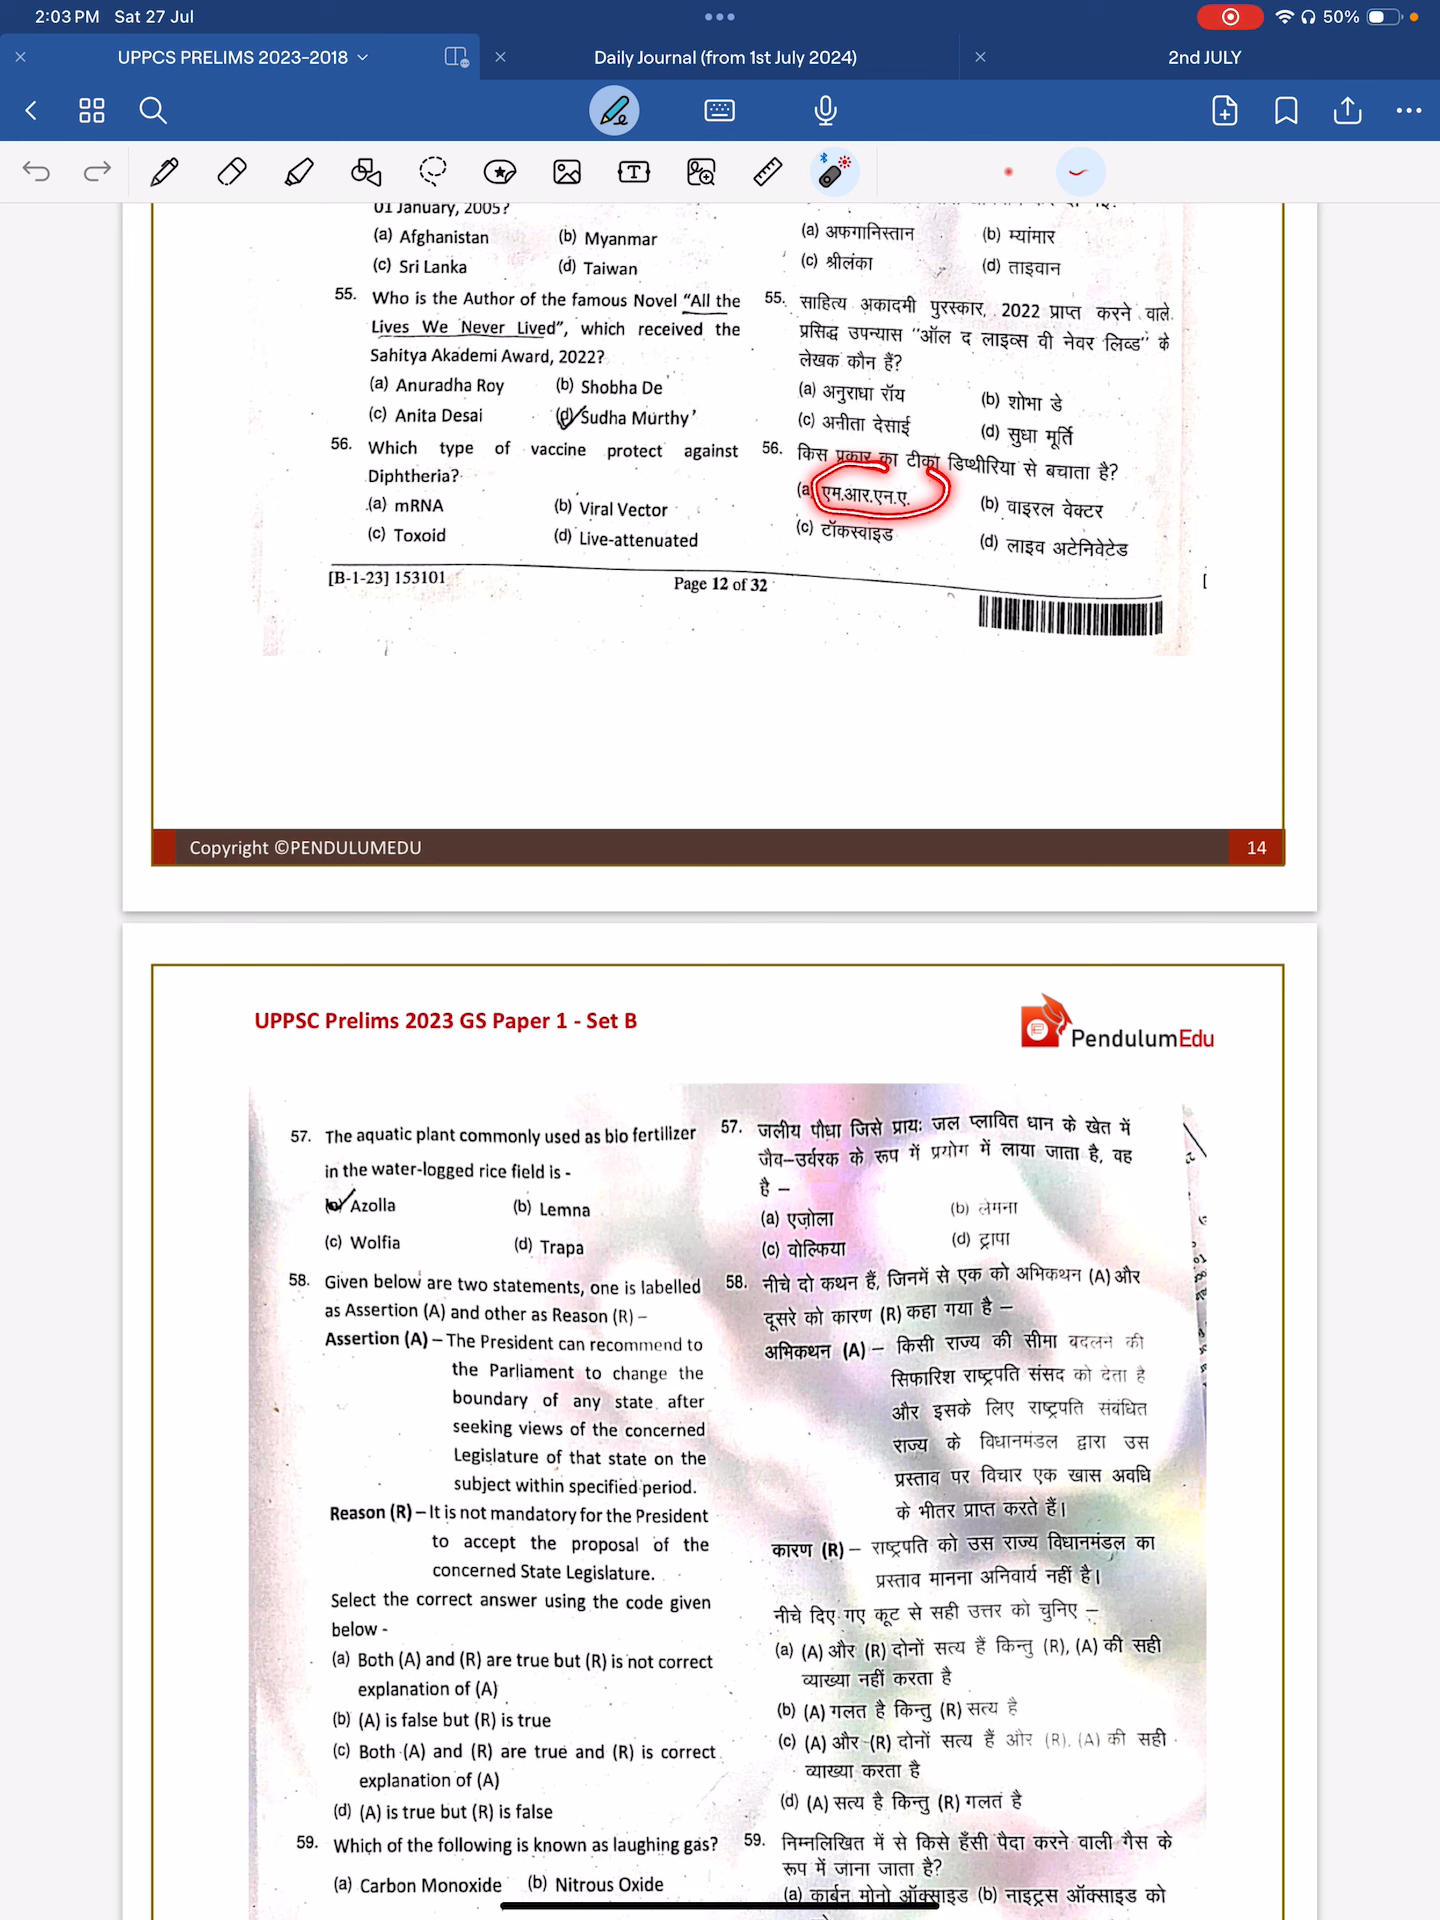 2:03 PM Sat 27 Jul
50%
UPPCS PRELIMS 2023-2018
Daily Journal (from 1st July 2024)
2nd JULY
01 January, 2005?
(a) Afghanistan (b) Myanmar
(c) Sri Lanka (d) Taiwan
55. Who is the Author of the famous Novel “All the
Lives We Never Lived”, which received the
Sahitya Akademi Award, 2022?
(a) Anuradha Roy (b) Shobha De
(c) Anita Desai (d) Sudha Murthy
56. Which type of vaccine protect against
Diphtheria?
(a) mRNA (b) Viral Vector
(c) Toxoid (d) Live-attenuated
(a) अफगानिस्तान (b) म्यांमार
(c) श्रीलंका (d) ताइवान
55. साहित्य अकादमी पुरस्कार, 2022 प्राप्त करने वाले
प्रसिद्ध उपन्यास “ऑल द लाइव्स वी नेवर लिव्ड” के
लेखक कौन हैं?
(a) अनुराधा रॉय (b) शोभा डे
(c) अनीता देसाई (d) सुधा मूर्ति
56. किस प्रकार का टीका डिप्थीरिया से बचाता है?
(a) एम.आर.एन.ए. (b) वाइरल वेक्टर
(c) टॉकस्वाइड (d) लाइव अटेनिवेटेड
[B-1-23] 153101 Page 12 of 32
Copyright ©PENDULUMEDU 14
UPPSC Prelims 2023 GS Paper 1 - Set B
PendulumEdu
57. The aquatic plant commonly used as bio fertilizer
in the water-logged rice field is -
(a) Azolla (b) Lemna
(c) Wolfia (d) Trapa
58. Given below are two statements, one is labelled
as Assertion (A) and other as Reason (R) –
Assertion (A) – The President can recommend to
the Parliament to change the
boundary of any state after
seeking views of the concerned
Legislature of that state on the
subject within specified period.
Reason (R) – It is not mandatory for the President
to accept the proposal of the
concerned State Legislature.
Select the correct answer using the code given
below -
(a) Both (A) and (R) are true but (R) is not correct
explanation of (A)
(b) (A) is false but (R) is true
(c) Both (A) and (R) are true and (R) is correct
explanation of (A)
(d) (A) is true but (R) is false
59. Which of the following is known as laughing gas?
(a) Carbon Monoxide (b) Nitrous Oxide
57. जलीय पौधा जिसे प्रायः जल प्लावित धान के खेत में
जैव–उर्वरक के रूप में प्रयोग में लाया जाता है, वह
है –
(a) एज़ोला (b) लेमना
(c) वोल्फिया (d) ट्रापा
58. नीचे दो कथन हैं, जिनमें से एक को अभिकथन (A) और
दूसरे को कारण (R) कहा गया है –
अभिकथन (A) – किसी राज्य की सीमा बदलने की
सिफारिश राष्ट्रपति संसद को देता है
और इसके लिए राष्ट्रपति संबंधित
राज्य के विधानमंडल द्वारा उस
प्रस्ताव पर विचार एक खास अवधि
के भीतर प्राप्त करते हैं।
कारण (R) – राष्ट्रपति को उस राज्य विधानमंडल का
प्रस्ताव मानना अनिवार्य नहीं है।
नीचे दिए गए कूट से सही उत्तर को चुनिए –
(a) (A) और (R) दोनों सत्य हैं किन्तु (R), (A) की सही
व्याख्या नहीं करता है
(b) (A) गलत है किन्तु (R) सत्य है
(c) (A) और (R) दोनों सत्य हैं और (R), (A) की सही
व्याख्या करता है
(d) (A) सत्य है किन्तु (R) गलत है
59. निम्नलिखित में से किसे हँसी पैदा करने वाली गैस के
रूप में जाना जाता है?
(a) कार्बन मोनो ऑक्साइड (b) नाइट्रस ऑक्साइड को